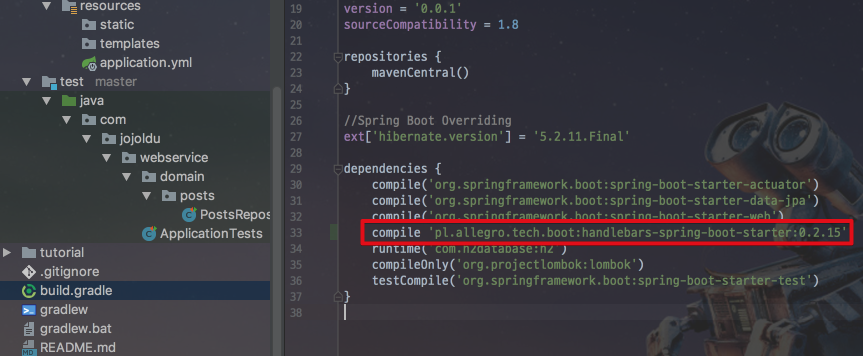 resources
static
templates
application.yml
test master
java
com
jojoldu
webservice
domain
posts
PostsRepos
ApplicationTests
tutorial
.gitignore
build.gradle
gradlew
gradlew.bat
README.md
19 version = '0.0.1'
20 sourceCompatibility = 1.8
21
22 repositories {
23 mavenCentral()
24 }
25
26 //Spring Boot Overriding
27 ext['hibernate.version'] = '5.2.11.Final'
28
29 dependencies {
30 compile('org.springframework.boot:spring-boot-starter-actuator')
31 compile('org.springframework.boot:spring-boot-starter-data-jpa')
32 compile('org.springframework.boot:spring-boot-starter-web')
33 compile 'pl.allegro.tech.boot:handlebars-spring-boot-starter:0.2.15'
34 runtime('com.h2database:h2')
35 compileOnly('org.projectlombok:lombok')
36 testCompile('org.springframework.boot:spring-boot-starter-test')
37 }
38